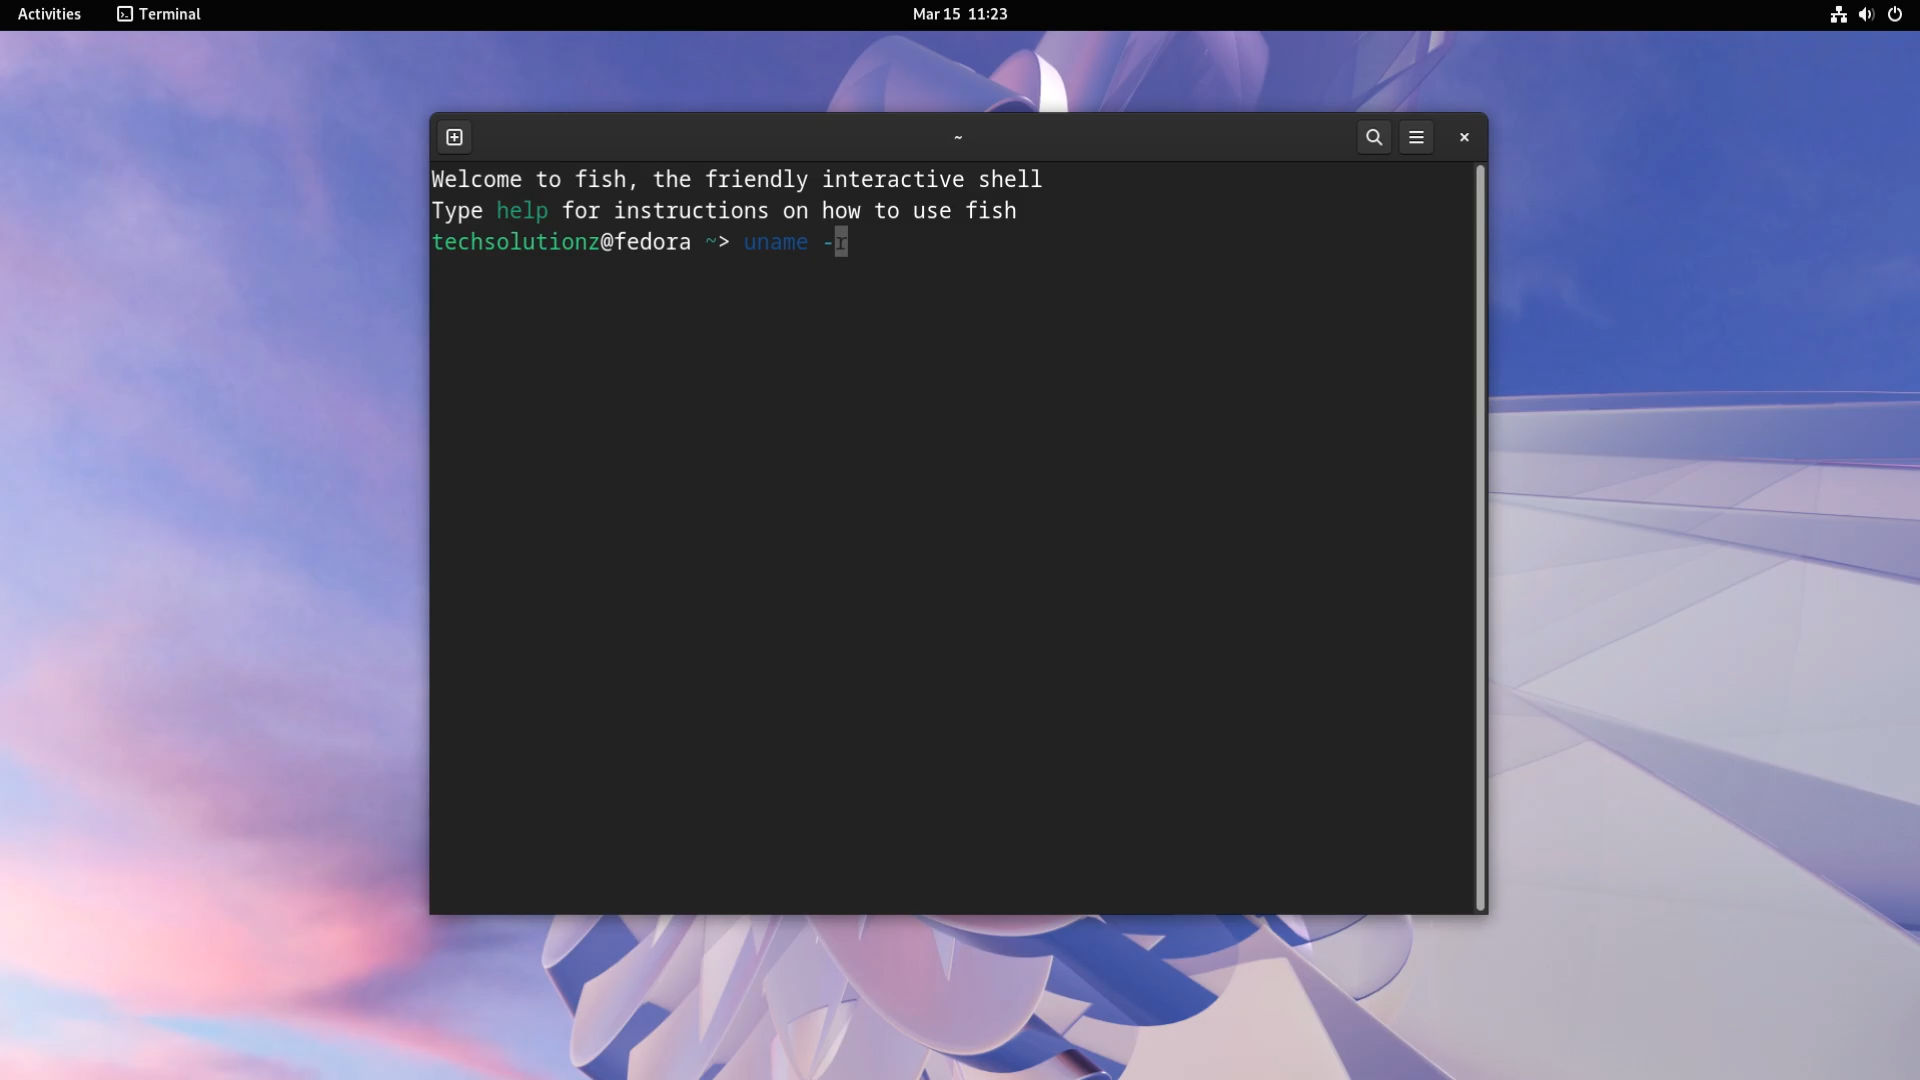 Activities Terminal Mar 15 11:23
~
Welcome to fish, the friendly interactive shell
Type help for instructions on how to use fish
techsolutionz@fedora ~> uname -r